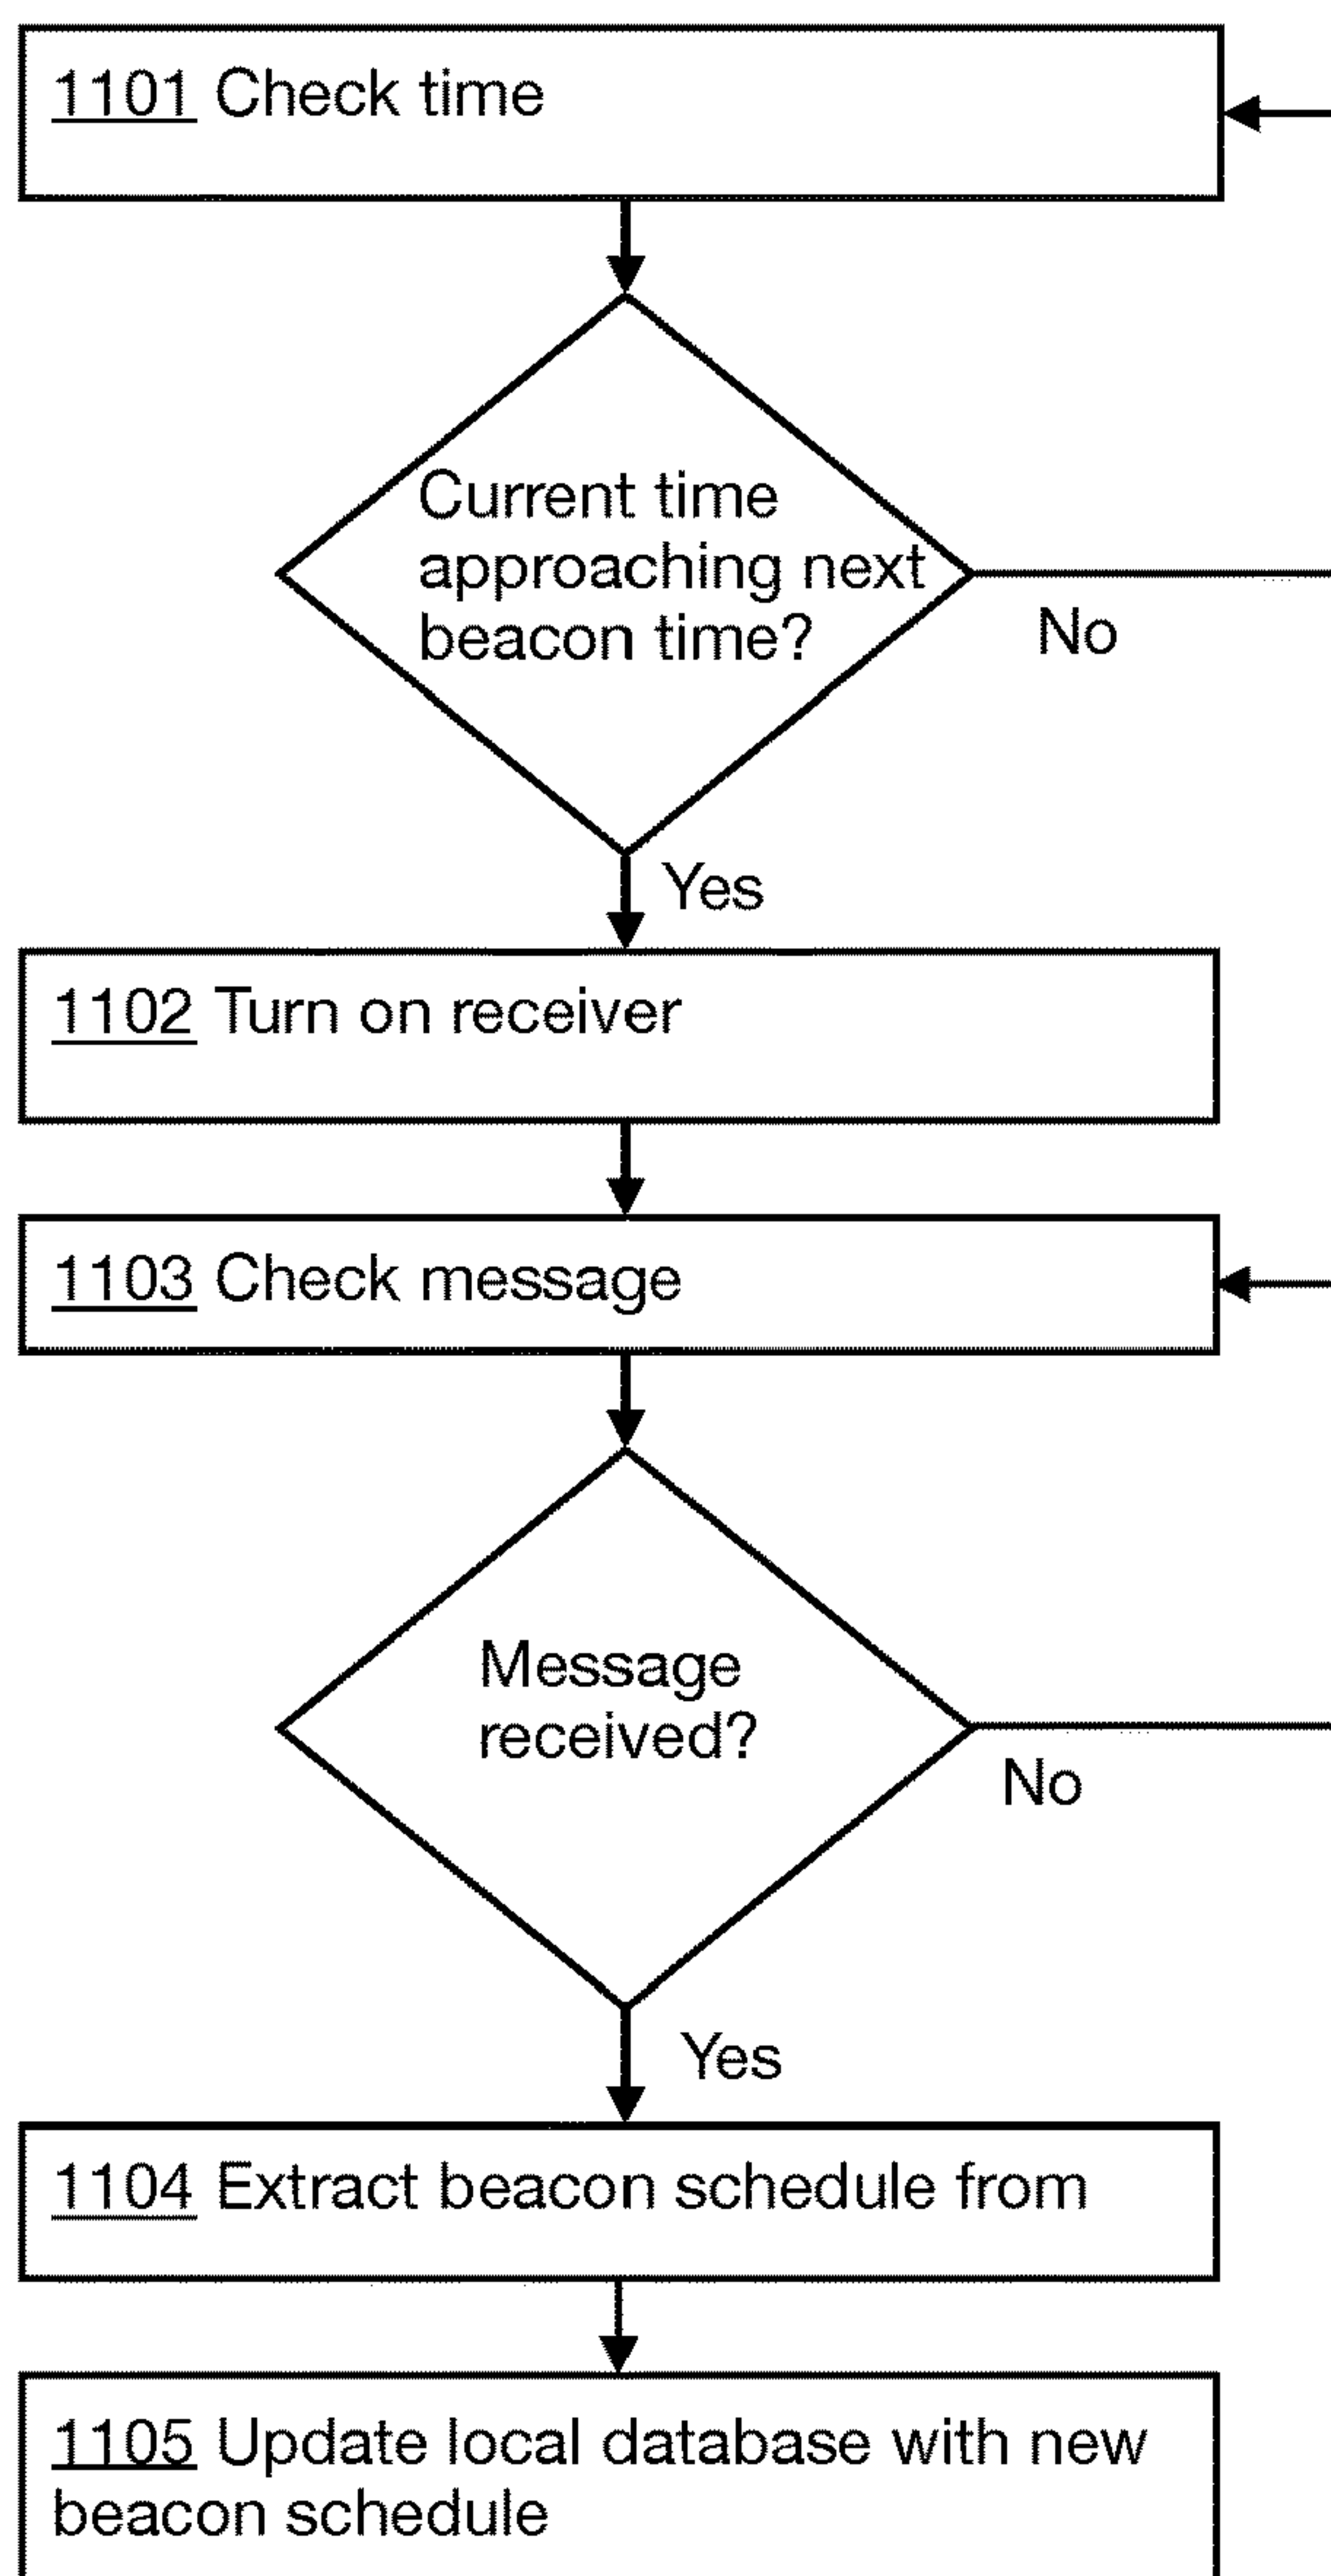 1101 Check time
Current time
approaching next
beacon time?
No
Yes
1102 Turn on receiver
1103 Check message
Message
received?
No
Yes
1104 Extract beacon schedule from
1105 Update local database with new
beacon schedule